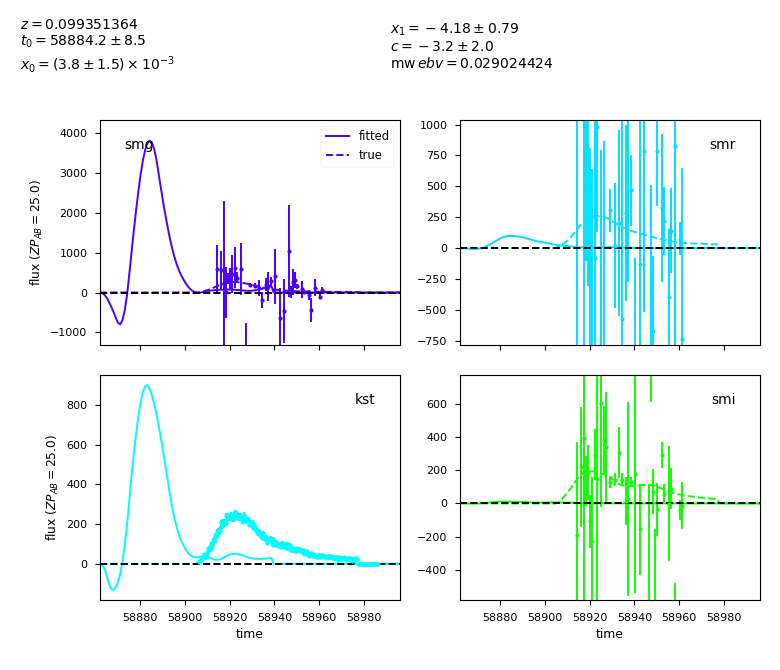 z = 0.099351364
t₀ = 58884.2 ± 8.5
x₀ = (3.8 ± 1.5) × 10⁻³
x₁ = −4.18 ± 0.79
c = −3.2 ± 2.0
mw ebv = 0.029024424
smg
fitted
true
4000
3000
2000
1000
0
−1000
flux (ZP_AB = 25.0)
smr
1000
750
500
250
0
−250
−500
−750
kst
800
600
400
200
0
flux (ZP_AB = 25.0)
58880 58900 58920 58940 58960 58980
time
smi
600
400
200
0
−200
−400
58880 58900 58920 58940 58960 58980
time